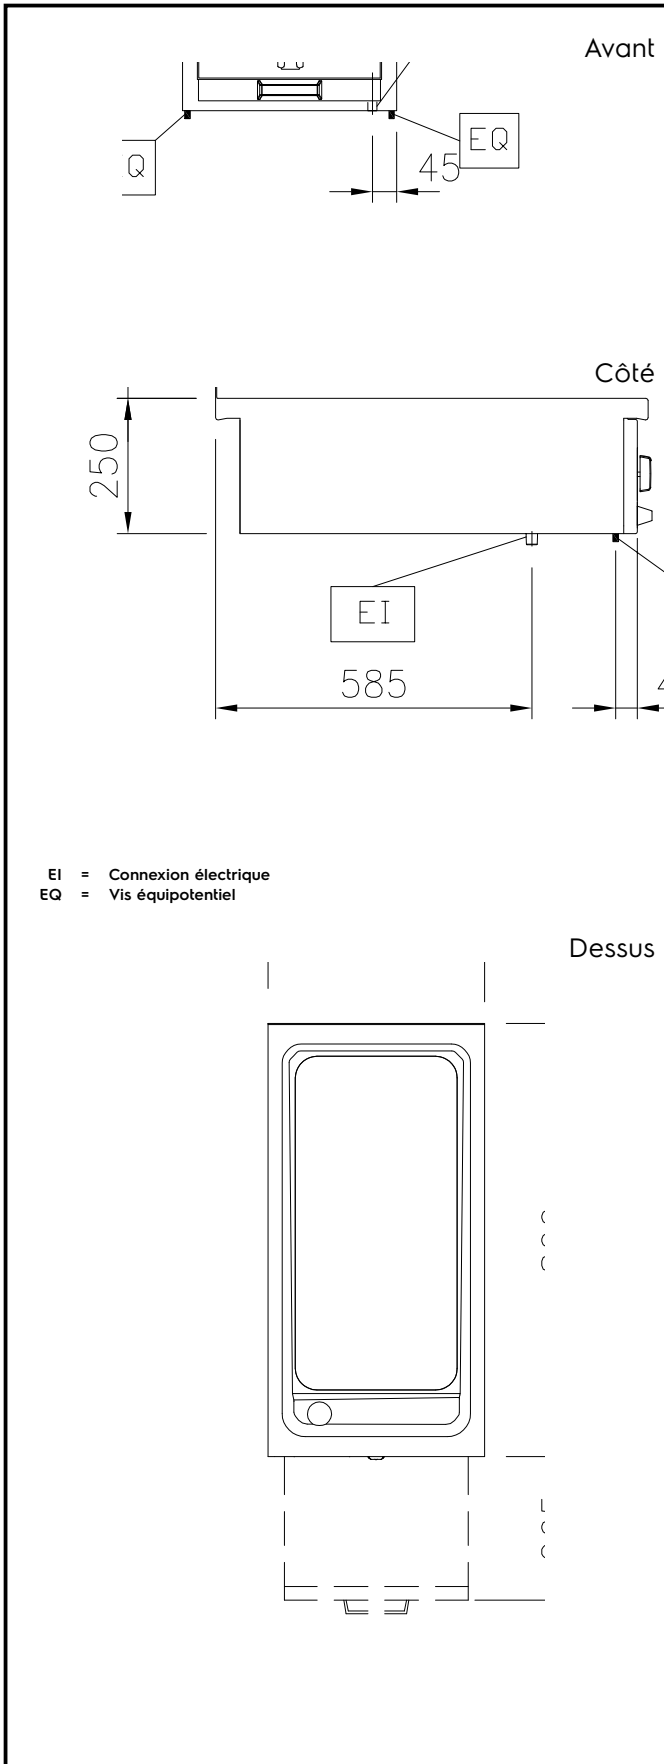 Avant
Q
EQ
45
Côté
250
EI
585
EI = Connexion électrique
EQ = Vis équipotentiel
Dessus